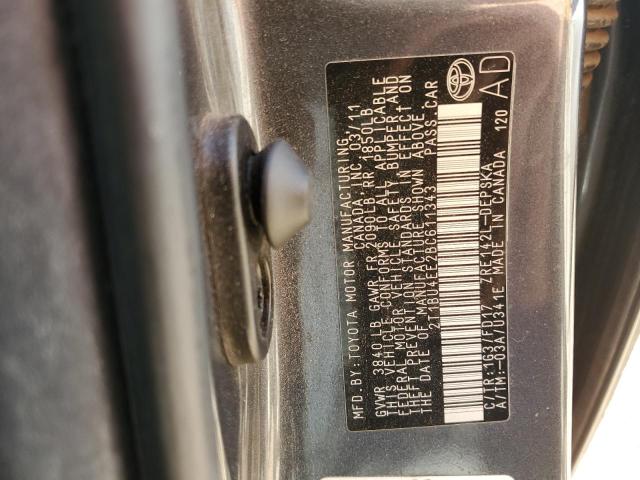 MFD.BY: TOYOTA MOTOR MANUFACTURING,
CANADA, INC 03/11
GVWR 3840LB GAWR FR 2090LB RR 1850LB
THIS VEHICLE CONFORMS TO ALL APPLICABLE
FEDERAL MOTOR VEHICLE SAFETY, BUMPER AND
THEFT PREVENTION STANDARDS IN EFFECT ON
THE DATE OF MANUFACTURE SHOWN ABOVE
2T1BU4EE2BC611343 PASS.CAR
C/TR:1G3/FD17 ZRE142L-DEPSKA
A/TM:-03A/U341E MADE IN CANADA 120
AD